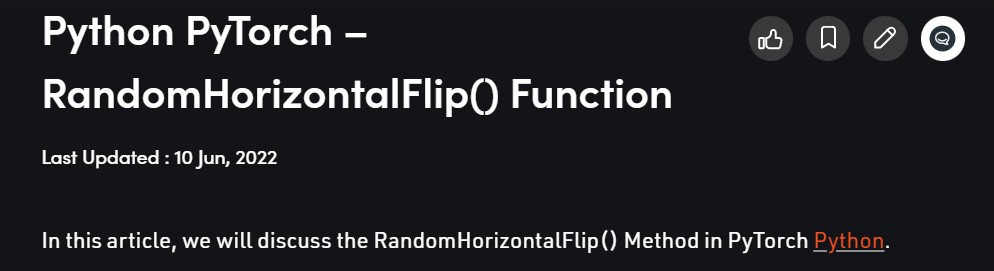 Python PyTorch –
RandomHorizontalFlip() Function
Last Updated : 10 Jun, 2022
In this article, we will discuss the RandomHorizontalFlip() Method in PyTorch Python.